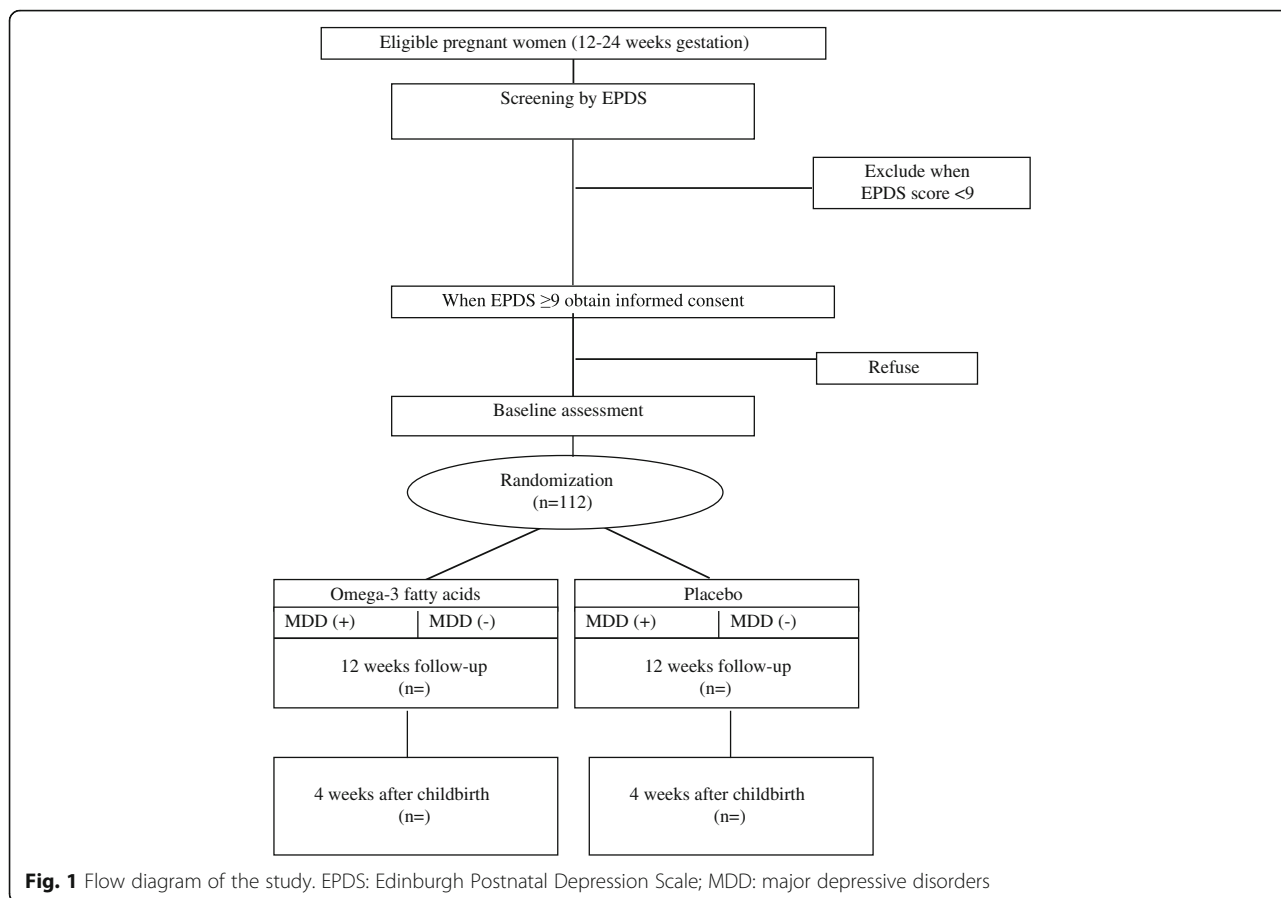 Eligible pregnant women (12-24 weeks gestation)
Screening by EPDS
Exclude when
EPDS score <9
When EPDS ≥9 obtain informed consent
Refuse
Baseline assessment
Randomization
(n=112)
Omega-3 fatty acids
MDD (+) MDD (-)
12 weeks follow-up
(n=)
4 weeks after childbirth
(n=)
Placebo
MDD (+) MDD (-)
12 weeks follow-up
(n=)
4 weeks after childbirth
(n=)
Fig. 1 Flow diagram of the study. EPDS: Edinburgh Postnatal Depression Scale; MDD: major depressive disorders